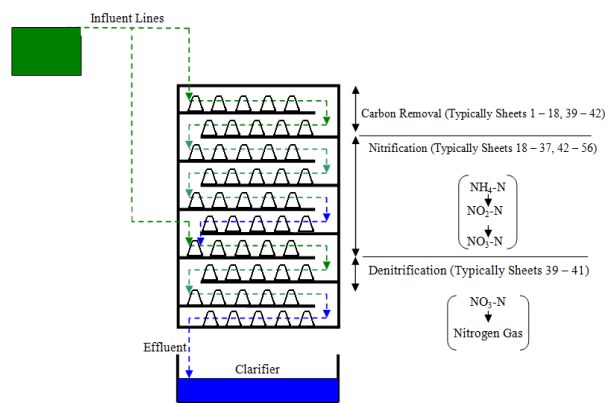 Influent Lines
Carbon Removal (Typically Sheets 1 – 18, 39 – 42)
Nitrification (Typically Sheets 18 – 37, 42 – 56)
NH4-N
NO2-N
NO3-N
Denitrification (Typically Sheets 39 – 41)
NO3-N
Nitrogen Gas
Effluent
Clarifier